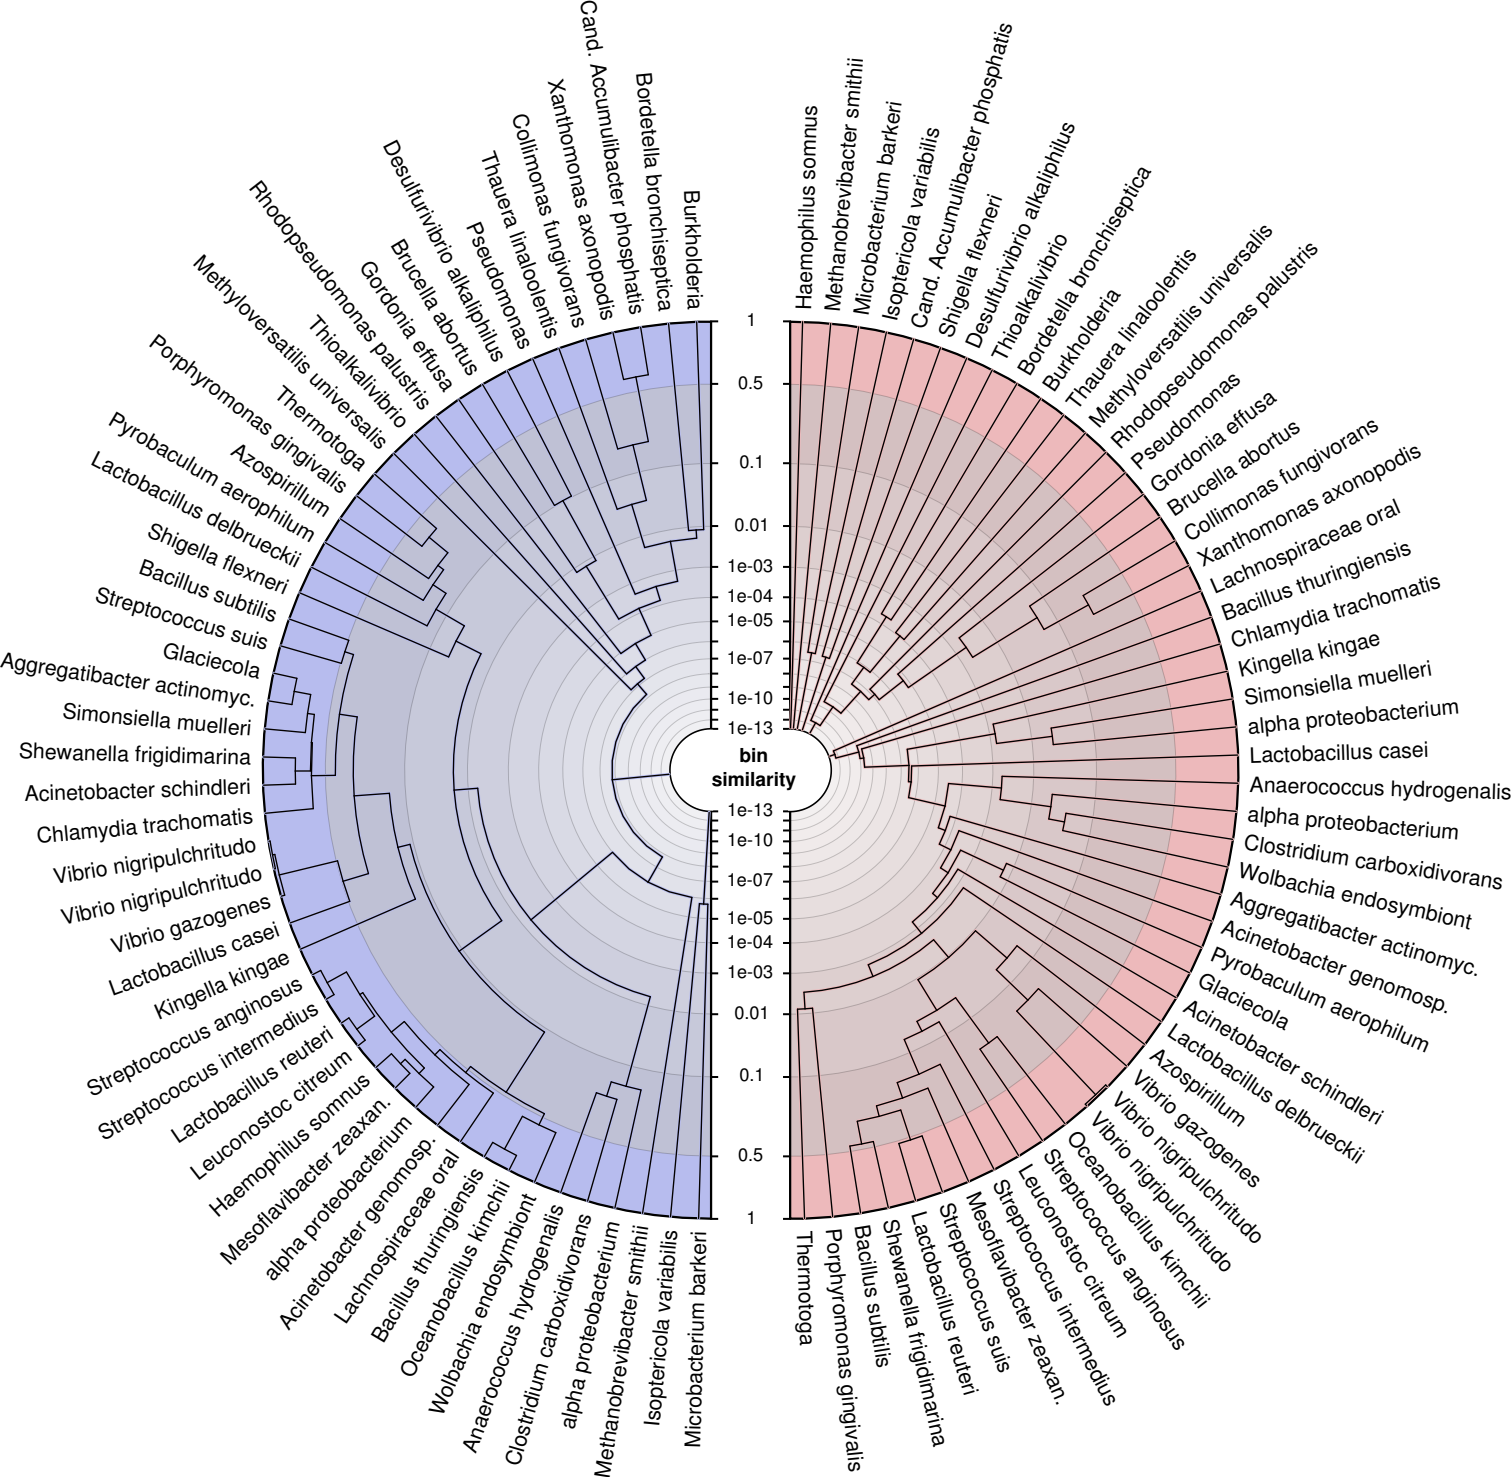 Burkholderia
Bordetella bronchiseptica
Cand. Accumulibacter phosphatis
Xanthomonas axonopodis
Collimonas fungivorans
Thauera linaloolentis
Pseudomonas
Desulfurivibrio alkaliphilus
Brucella abortus
Gordonia effusa
Rhodopseudomonas palustris
Thioalkalivibrio
Methyloversatilis universalis
Thermotoga
Porphyromonas gingivalis
Azospirillum
Pyrobaculum aerophilum
Lactobacillus delbrueckii
Shigella flexneri
Bacillus subtilis
Streptococcus suis
Glaciecola
Aggregatibacter actinomyc.
Simonsiella muelleri
Shewanella frigidimarina
Acinetobacter schindleri
Chlamydia trachomatis
Vibrio nigripulchritudo
Vibrio nigripulchritudo
Vibrio gazogenes
Lactobacillus casei
Kingella kingae
Streptococcus anginosus
Streptococcus intermedius
Lactobacillus reuteri
Leuconostoc citreum
Haemophilus somnus
Mesoflavibacter zeaxan.
alpha proteobacterium
Acinetobacter genomosp.
Lachnospiraceae oral
Bacillus thuringiensis
Oceanobacillus kimchii
Wolbachia endosymbiont
Anaerococcus hydrogenalis
Clostridium carboxidivorans
alpha proteobacterium
Methanobrevibacter smithii
Isoptericola variabilis
Microbacterium barkeri
1
0.5
0.1
0.01
1e-03
1e-04
1e-05
1e-07
1e-10
1e-13
bin
similarity
1e-13
1e-10
1e-07
1e-05
1e-04
1e-03
0.01
0.1
0.5
1
Haemophilus somnus
Methanobrevibacter smithii
Microbacterium barkeri
Isoptericola variabilis
Cand. Accumulibacter phosphatis
Shigella flexneri
Desulfurivibrio alkaliphilus
Thioalkalivibrio
Bordetella bronchiseptica
Burkholderia
Thauera linaloolentis
Methyloversatilis universalis
Rhodopseudomonas palustris
Pseudomonas
Gordonia effusa
Brucella abortus
Collimonas fungivorans
Xanthomonas axonopodis
Lachnospiraceae oral
Bacillus thuringiensis
Chlamydia trachomatis
Kingella kingae
Simonsiella muelleri
alpha proteobacterium
Lactobacillus casei
Anaerococcus hydrogenalis
alpha proteobacterium
Clostridium carboxidivorans
Wolbachia endosymbiont
Aggregatibacter actinomyc.
Acinetobacter genomosp.
Pyrobaculum aerophilum
Glaciecola
Acinetobacter schindleri
Lactobacillus delbrueckii
Azospirillum
Vibrio gazogenes
Vibrio nigripulchritudo
Vibrio nigripulchritudo
Oceanobacillus kimchii
Streptococcus anginosus
Leuconostoc citreum
Streptococcus intermedius
Mesoflavibacter zeaxan.
Streptococcus suis
Lactobacillus reuteri
Shewanella frigidimarina
Bacillus subtilis
Porphyromonas gingivalis
Thermotoga